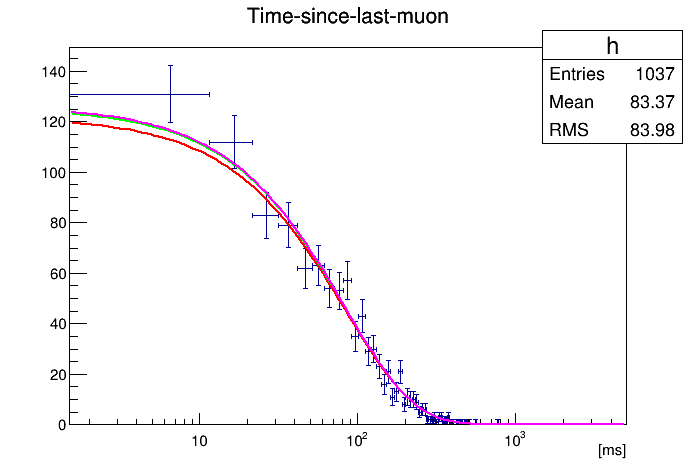 Time-since-last-muon
h
Entries 1037
Mean 83.37
RMS 83.98
140
120
100
80
60
40
20
0
10 10² 10³
[ms]